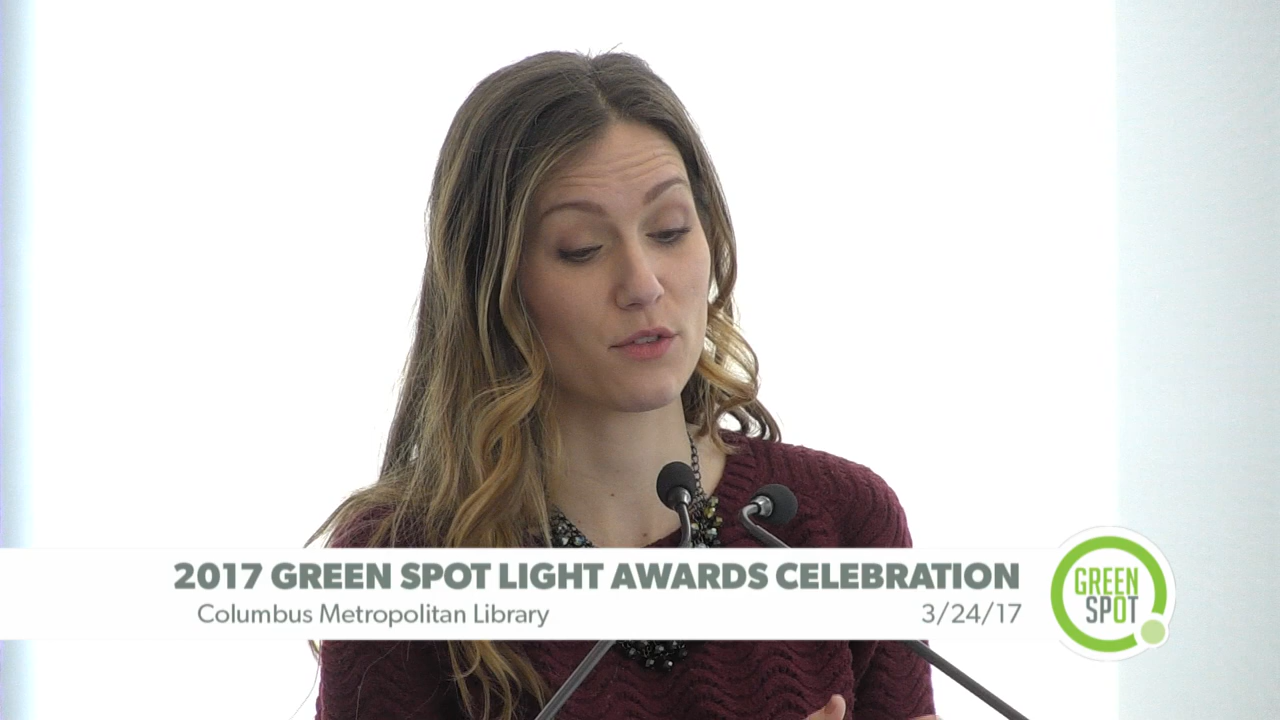 2017 GREEN SPOT LIGHT AWARDS CELEBRATION
Columbus Metropolitan Library 3/24/17
GREEN
SPOT